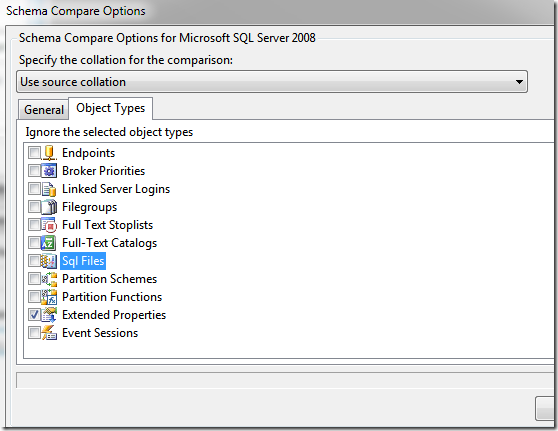 Schema Compare Options
Schema Compare Options for Microsoft SQL Server 2008
Specify the collation for the comparison:
Use source collation
General Object Types
Ignore the selected object types
Endpoints
Broker Priorities
Linked Server Logins
Filegroups
Full Text Stoplists
Full-Text Catalogs
Sql Files
Partition Schemes
Partition Functions
Extended Properties
Event Sessions